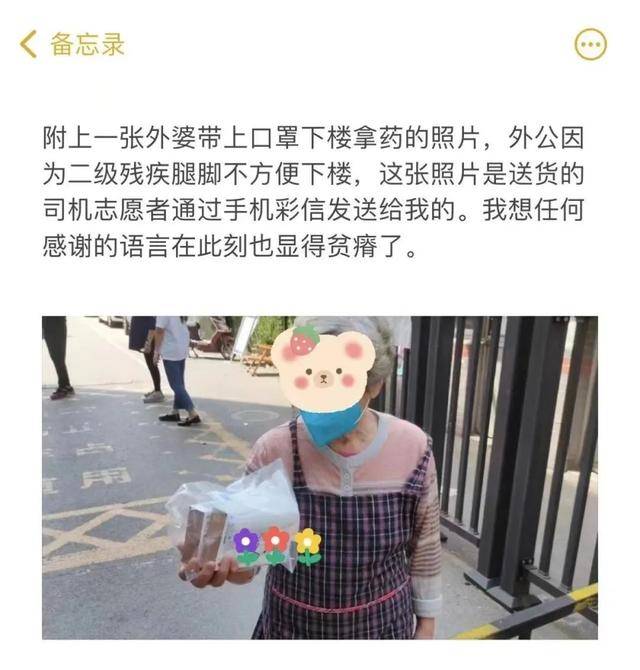 备忘录
附上一张外婆带上口罩下楼拿药的照片，外公因
为二级残疾腿脚不方便下楼，这张照片是送货的
司机志愿者通过手机彩信发送给我的。我想任何
感谢的语言在此刻也显得贫瘠了。
用